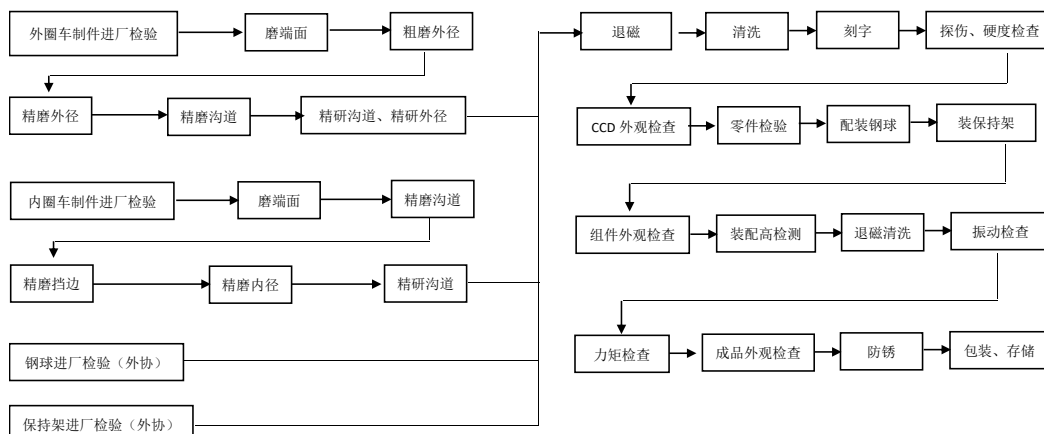 外圈车制件进厂检验
磨端面
粗磨外径
精磨外径
精磨沟道
精研沟道、精研外径
内圈车制件进厂检验
磨端面
精磨沟道
精磨挡边
精磨内径
精研沟道
钢球进厂检验（外协）
保持架进厂检验（外协）
退磁
清洗
刻字
探伤、硬度检查
CCD 外观检查
零件检验
配装钢球
装保持架
组件外观检查
装配高检测
退磁清洗
振动检查
力矩检查
成品外观检查
防锈
包装、存储